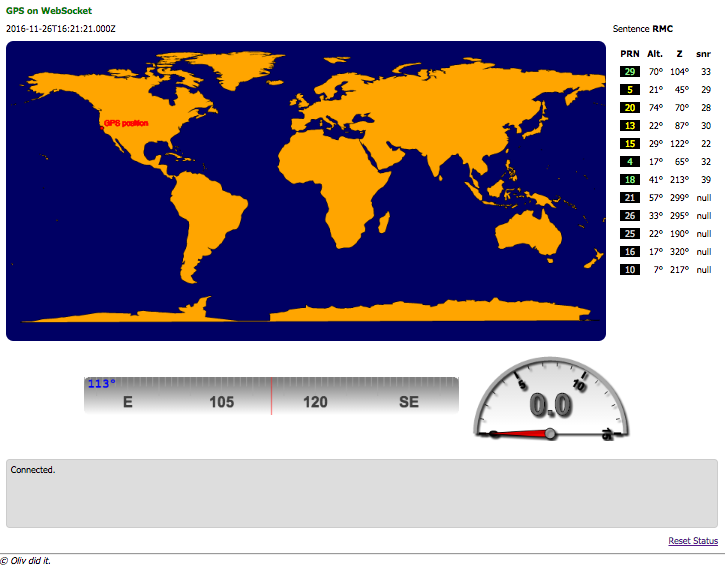 GPS on WebSocket
2016-11-26T16:21:21.000Z
Sentence RMC
PRN Alt. Z snr
29 70° 104° 33
5 21° 45° 29
20 74° 70° 28
13 22° 87° 30
15 29° 122° 22
4 17° 65° 32
18 41° 213° 39
21 57° 299° null
26 33° 295° null
25 22° 190° null
16 17° 320° null
10 7° 217° null
GPS position
113°
E 105 120 SE
0 5 10 15
0.0
Connected.
Reset Status
© Oliv did it.